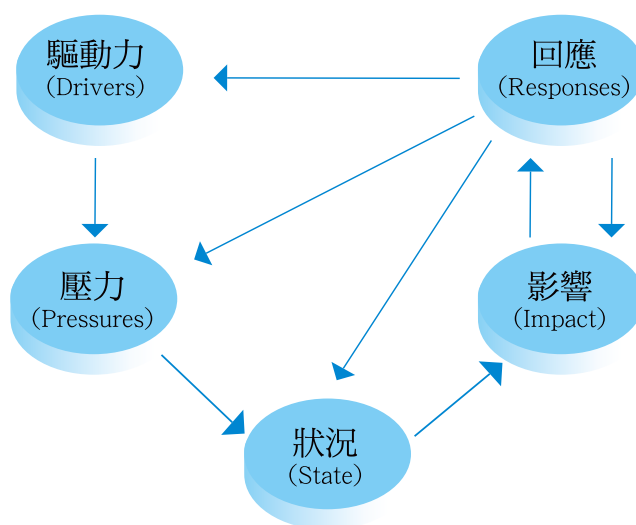 驅動力
(Drivers)
回應
(Responses)
壓力
(Pressures)
影響
(Impact)
狀況
(State)